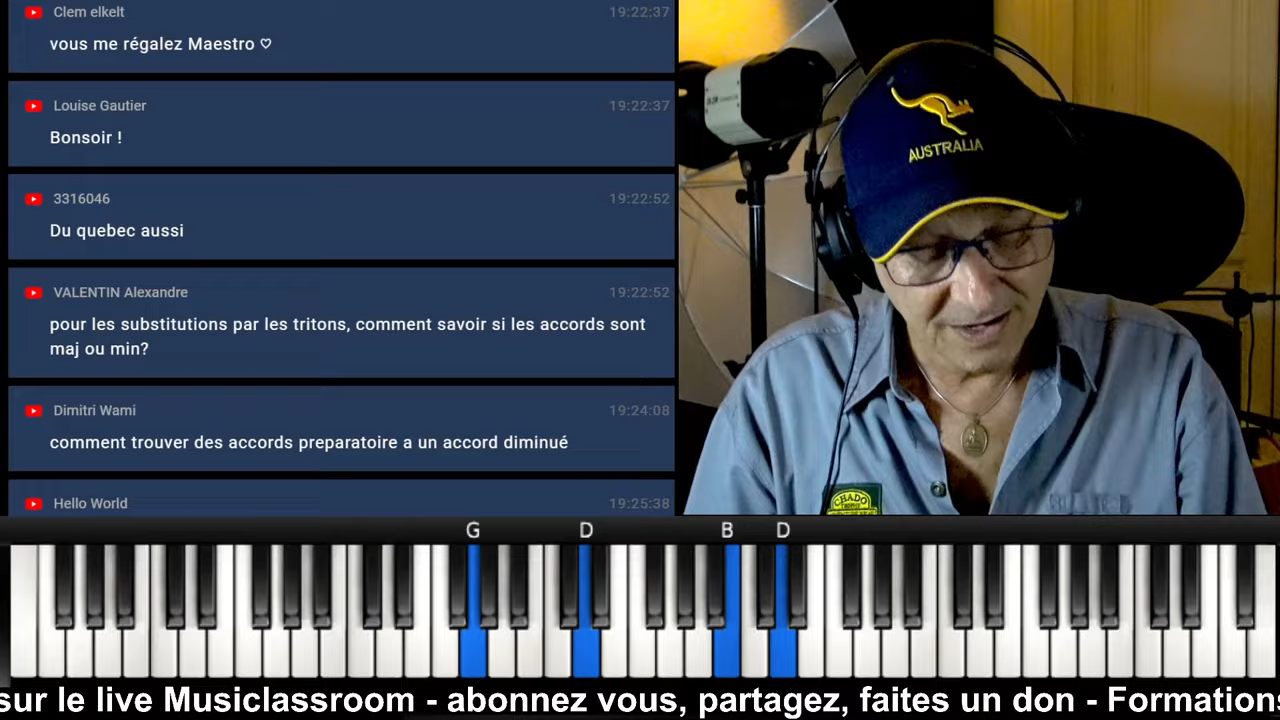 Clem elkelt 19:22:37
vous me régalez Maestro ♡
Louise Gautier 19:22:37
Bonsoir !
3316046 19:22:52
Du quebec aussi
VALENTIN Alexandre 19:22:52
pour les substitutions par les tritons, comment savoir si les accords sont
maj ou min?
Dimitri Wami 19:24:08
comment trouver des accords preparatoire a un accord diminué
Hello World 19:25:38
AUSTRALIA
CHADO
G D B D
sur le live Musiclassroom - abonnez vous, partagez, faites un don - Formations